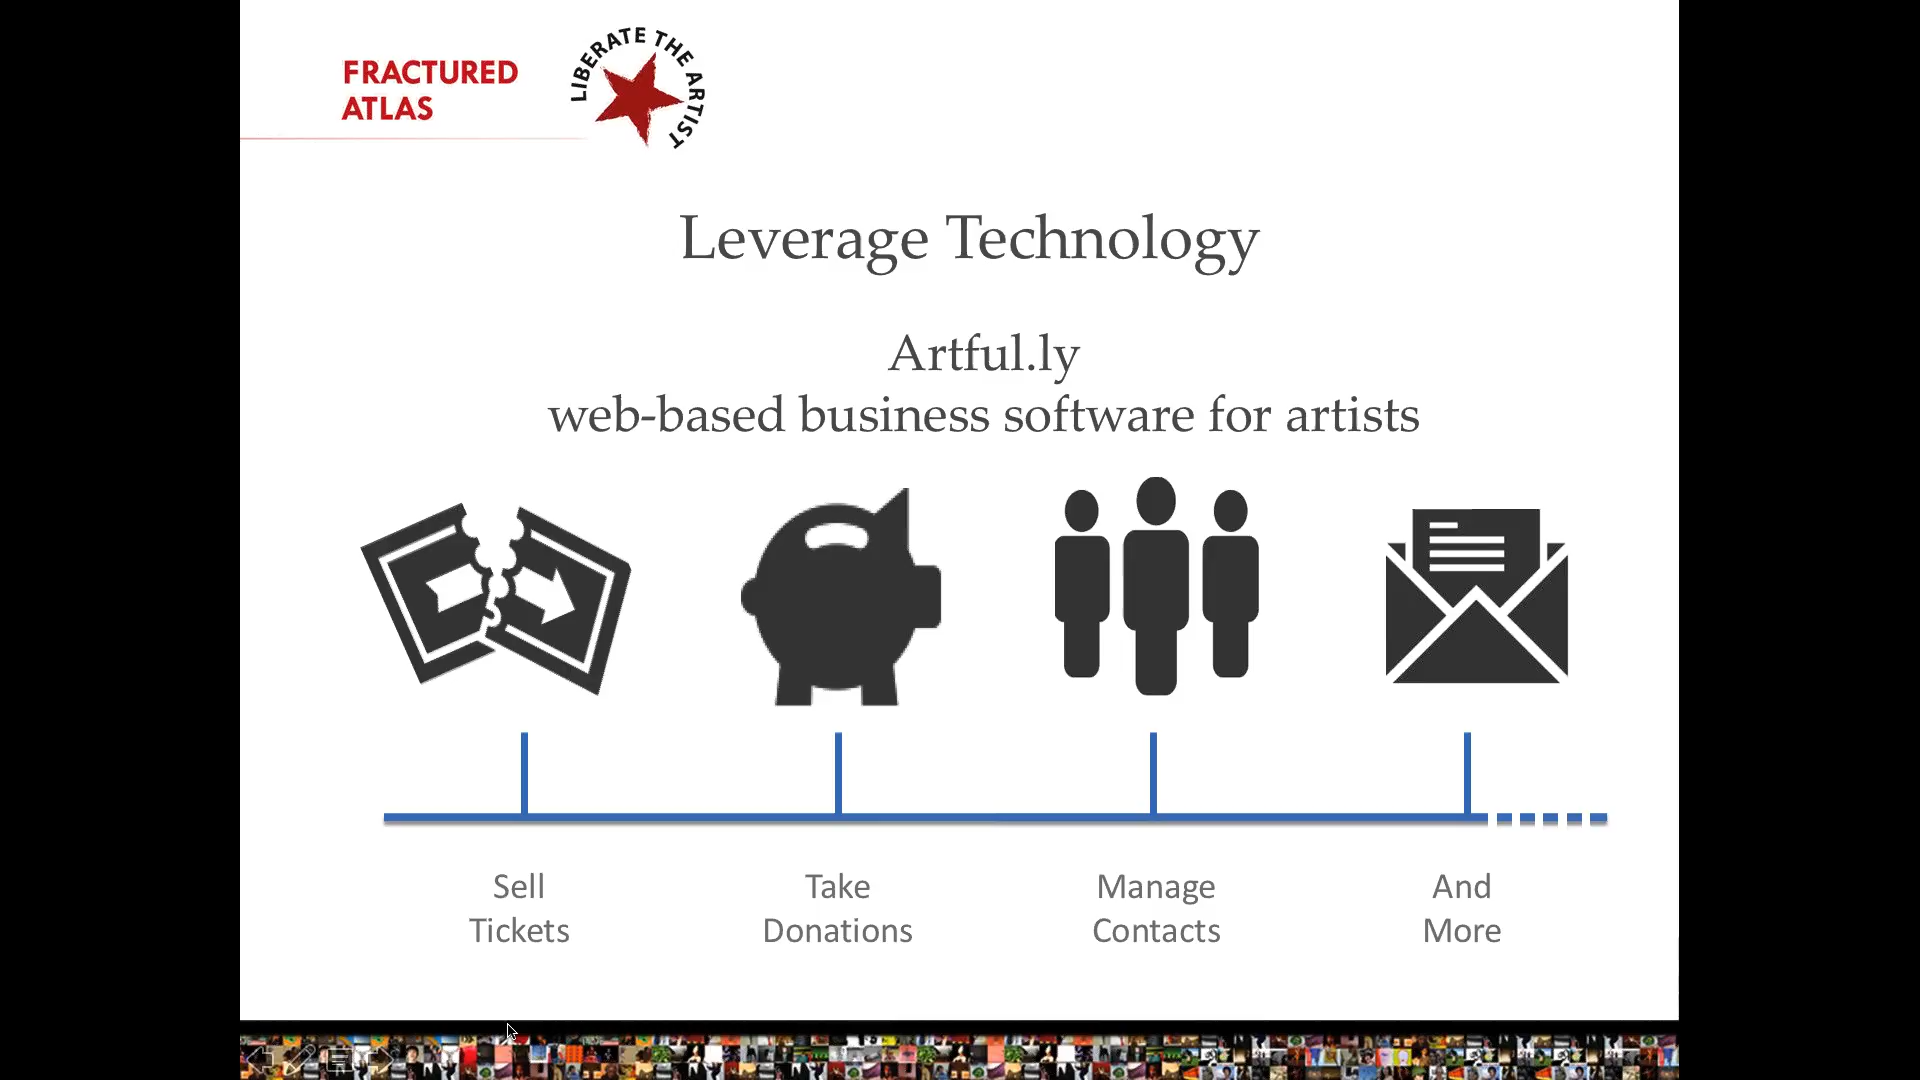 FRACTURED
ATLAS
LIBERATE THE ARTIST
Leverage Technology
Artful.ly
web-based business software for artists
Sell
Tickets
Take
Donations
Manage
Contacts
And
More